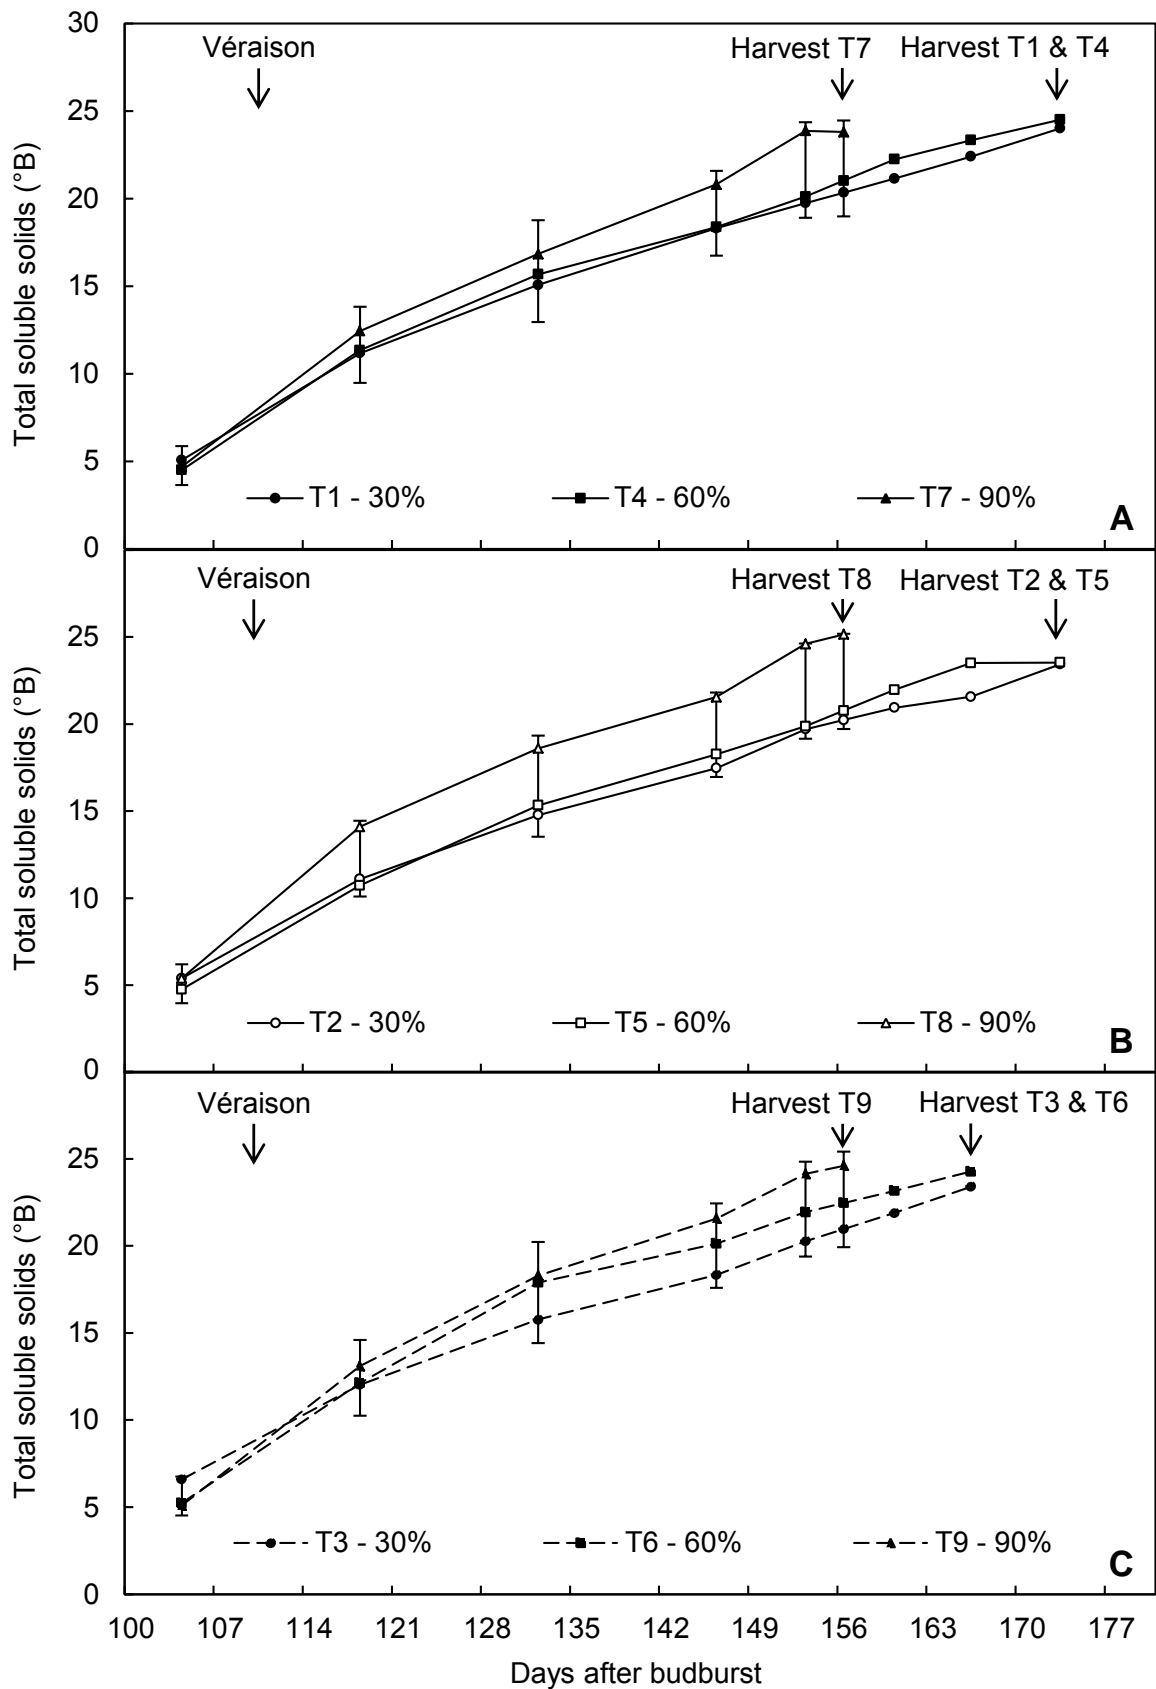 30
25
20
15
10
5
0
Total soluble solids (°B)
Véraison
Harvest T7
Harvest T1 & T4
T1 - 30%
T4 - 60%
T7 - 90%
A
25
20
15
10
5
0
Total soluble solids (°B)
Véraison
Harvest T8
Harvest T2 & T5
T2 - 30%
T5 - 60%
T8 - 90%
B
25
20
15
10
5
0
Total soluble solids (°B)
Véraison
Harvest T9
Harvest T3 & T6
T3 - 30%
T6 - 60%
T9 - 90%
C
100 107 114 121 128 135 142 149 156 163 170 177
Days after budburst